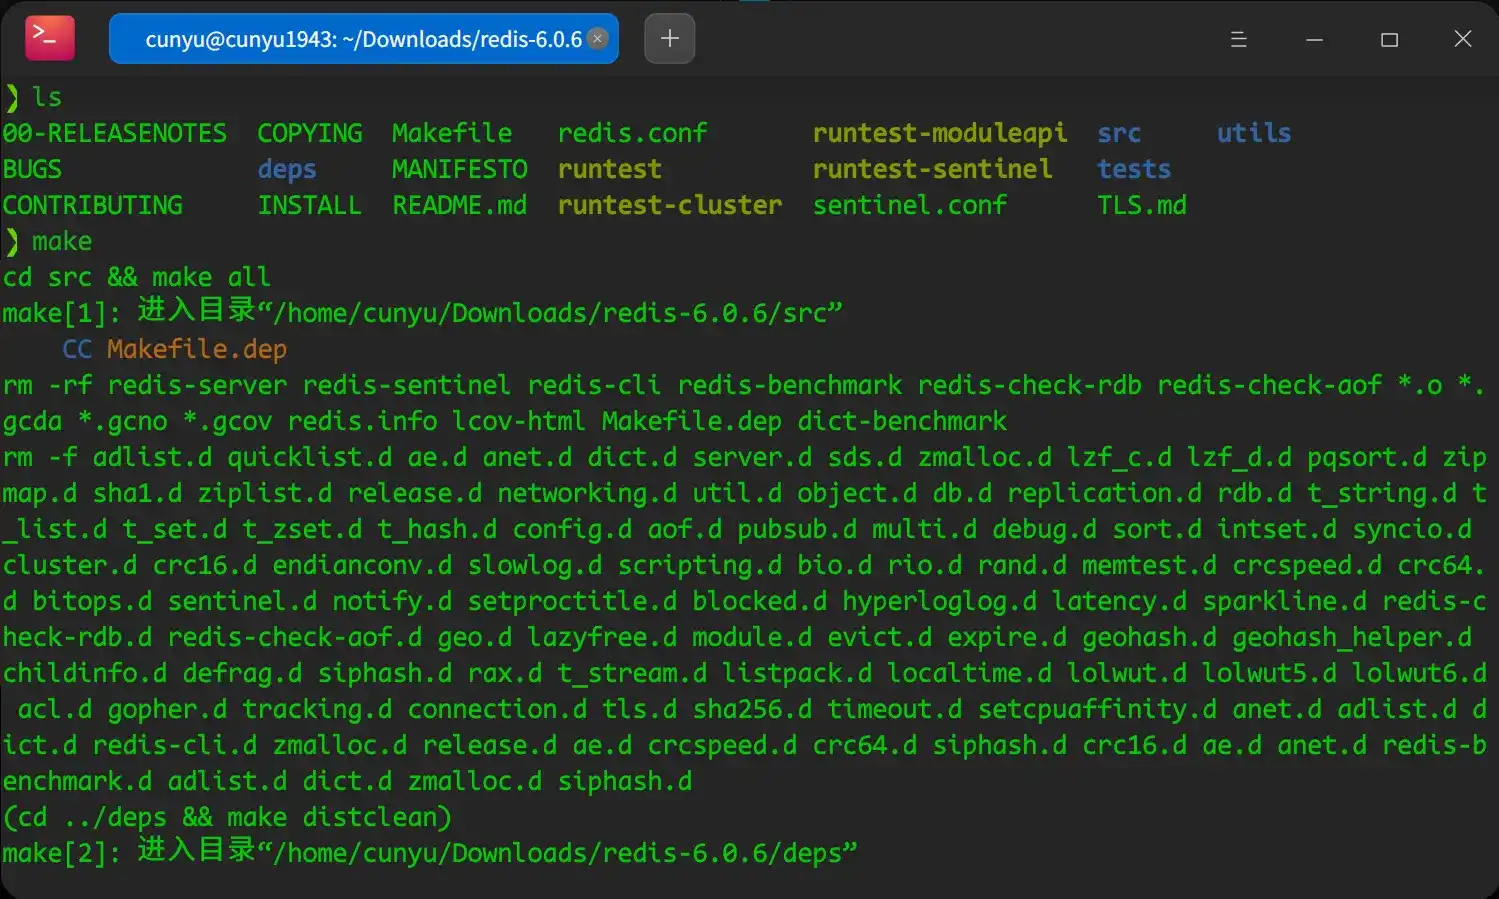 cunyu@cunyu1943: ~/Downloads/redis-6.0.6
❯ ls
00-RELEASENOTES COPYING Makefile redis.conf runtest-moduleapi src utils
BUGS deps MANIFESTO runtest runtest-sentinel tests
CONTRIBUTING INSTALL README.md runtest-cluster sentinel.conf TLS.md
❯ make
cd src && make all
make[1]: 进入目录“/home/cunyu/Downloads/redis-6.0.6/src”
CC Makefile.dep
rm -rf redis-server redis-sentinel redis-cli redis-benchmark redis-check-rdb redis-check-aof *.o *.
gcda *.gcno *.gcov redis.info lcov-html Makefile.dep dict-benchmark
rm -f adlist.d quicklist.d ae.d anet.d dict.d server.d sds.d zmalloc.d lzf_c.d lzf_d.d pqsort.d zip
map.d sha1.d ziplist.d release.d networking.d util.d object.d db.d replication.d rdb.d t_string.d t
_list.d t_set.d t_zset.d t_hash.d config.d aof.d pubsub.d multi.d debug.d sort.d intset.d syncio.d
cluster.d crc16.d endianconv.d slowlog.d scripting.d bio.d rio.d rand.d memtest.d crcspeed.d crc64.
d bitops.d sentinel.d notify.d setproctitle.d blocked.d hyperloglog.d latency.d sparkline.d redis-c
heck-rdb.d redis-check-aof.d geo.d lazyfree.d module.d evict.d expire.d geohash.d geohash_helper.d
childinfo.d defrag.d siphash.d rax.d t_stream.d listpack.d localtime.d lolwut.d lolwut5.d lolwut6.d
acl.d gopher.d tracking.d connection.d tls.d sha256.d timeout.d setcpuaffinity.d anet.d adlist.d d
ict.d redis-cli.d zmalloc.d release.d ae.d crcspeed.d crc64.d siphash.d crc16.d ae.d anet.d redis-b
enchmark.d adlist.d dict.d zmalloc.d siphash.d
(cd ../deps && make distclean)
make[2]: 进入目录“/home/cunyu/Downloads/redis-6.0.6/deps”